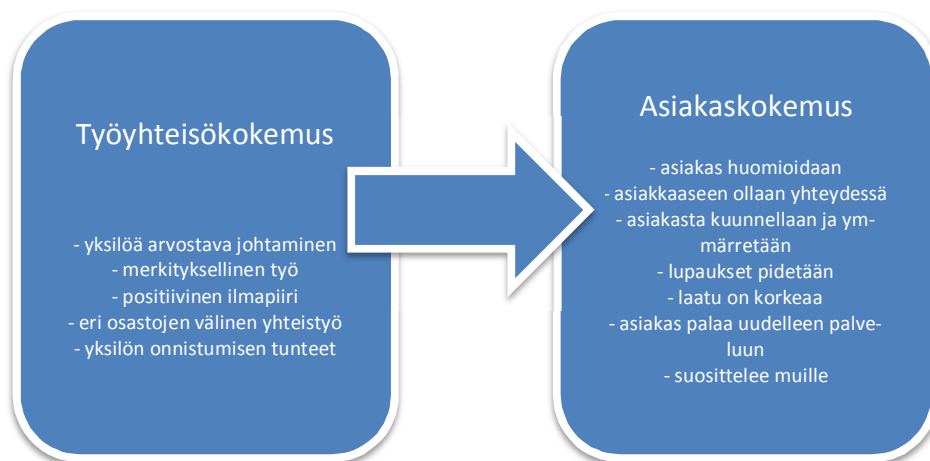 Työyhteisökokemus
- yksilöä arvostava johtaminen
- merkityksellinen työ
- positiivinen ilmapiiri
- eri osastojen välinen yhteistyö
- yksilön onnistumisen tunteet
Asiakaskokemus
- asiakas huomioidaan
- asiakkaaseen ollaan yhteydessä
- asiakasta kuunnellaan ja ym-
märretään
- lupaukset pidetään
- laatu on korkeaa
- asiakas palaa uudelleen palve-
luun
- suosittelee muille